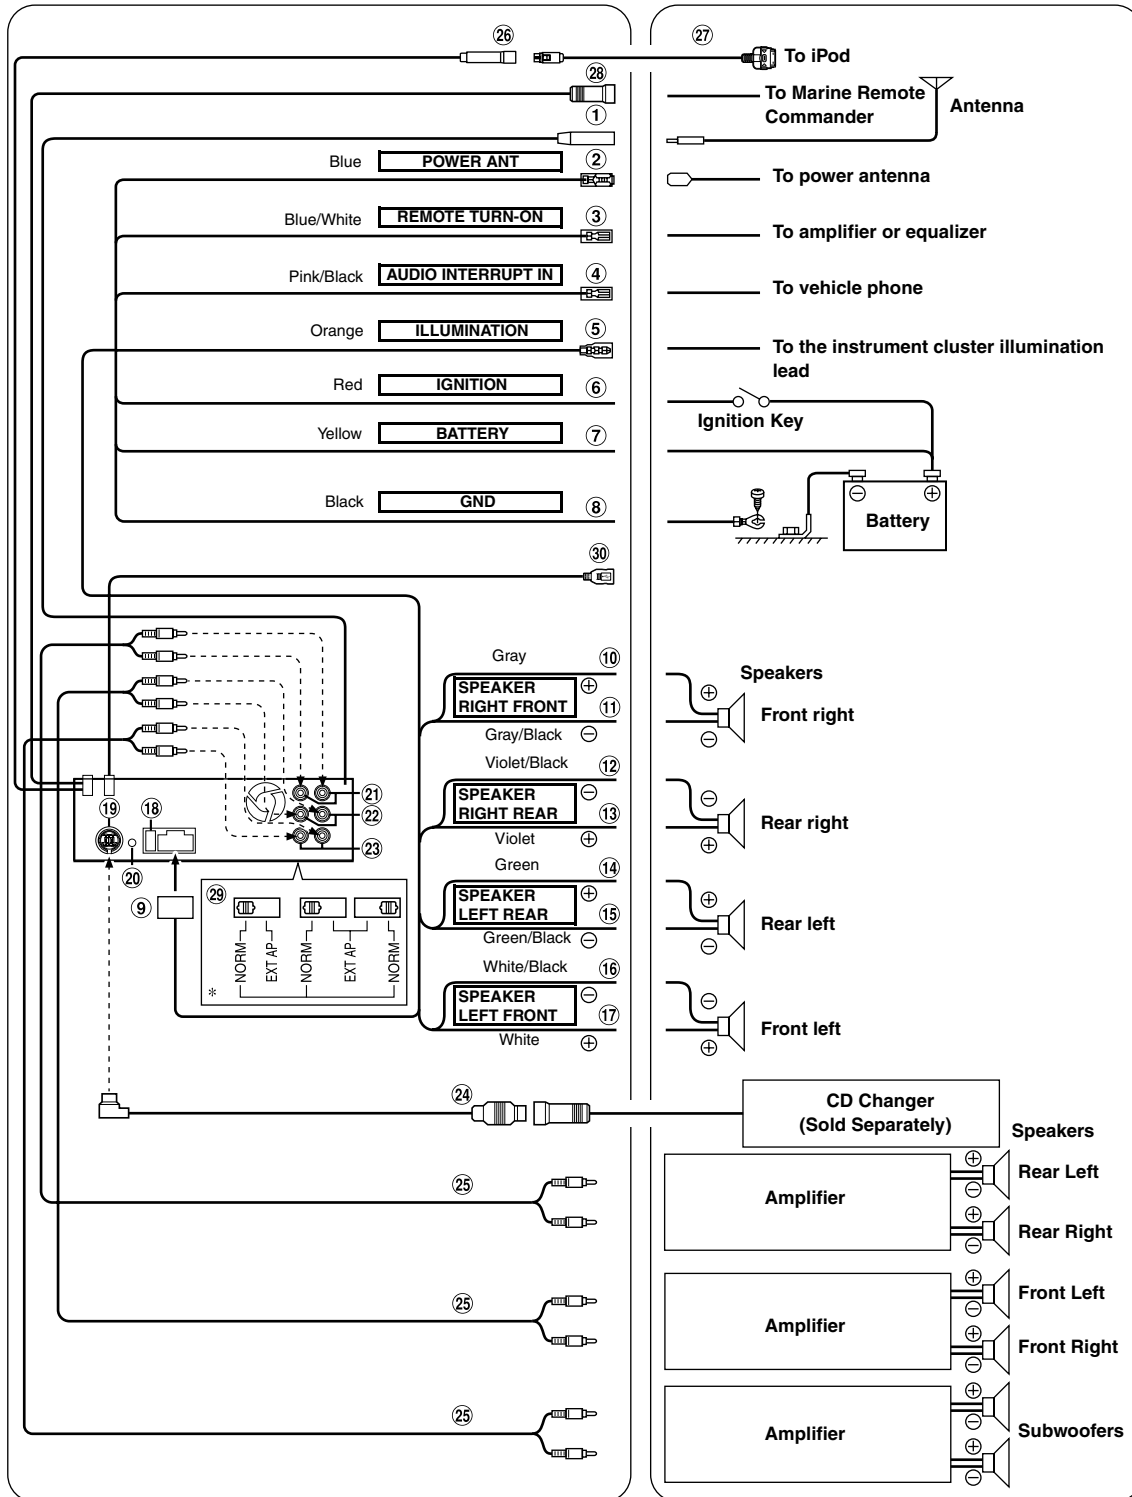 26
27
To iPod
28
To Marine Remote
Commander
Antenna
1
Blue
POWER ANT
2
To power antenna
Blue/White
REMOTE TURN-ON
3
To amplifier or equalizer
Pink/Black
AUDIO INTERRUPT IN
4
To vehicle phone
Orange
ILLUMINATION
5
To the instrument cluster illumination
lead
Red
IGNITION
6
Ignition Key
Yellow
BATTERY
7
Black
GND
8
Battery
30
Gray
10
SPEAKER
RIGHT FRONT
11
Gray/Black
Speakers
Front right
Violet/Black
12
SPEAKER
RIGHT REAR
13
Violet
Rear right
Green
14
SPEAKER
LEFT REAR
15
Green/Black
Rear left
White/Black
16
SPEAKER
LEFT FRONT
17
White
Front left
19
18
21
22
23
20
9
29
NORM
EXT AP
NORM
EXT AP
NORM
*
24
CD Changer
(Sold Separately)
Speakers
25
Amplifier
Rear Left
Rear Right
25
Amplifier
Front Left
Front Right
25
Amplifier
Subwoofers